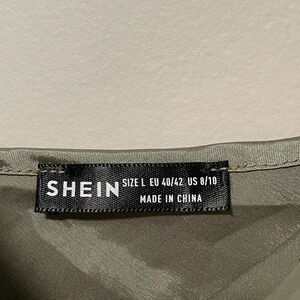 SHEIN
SIZE L EU 40/42 US 8/10
MADE IN CHINA